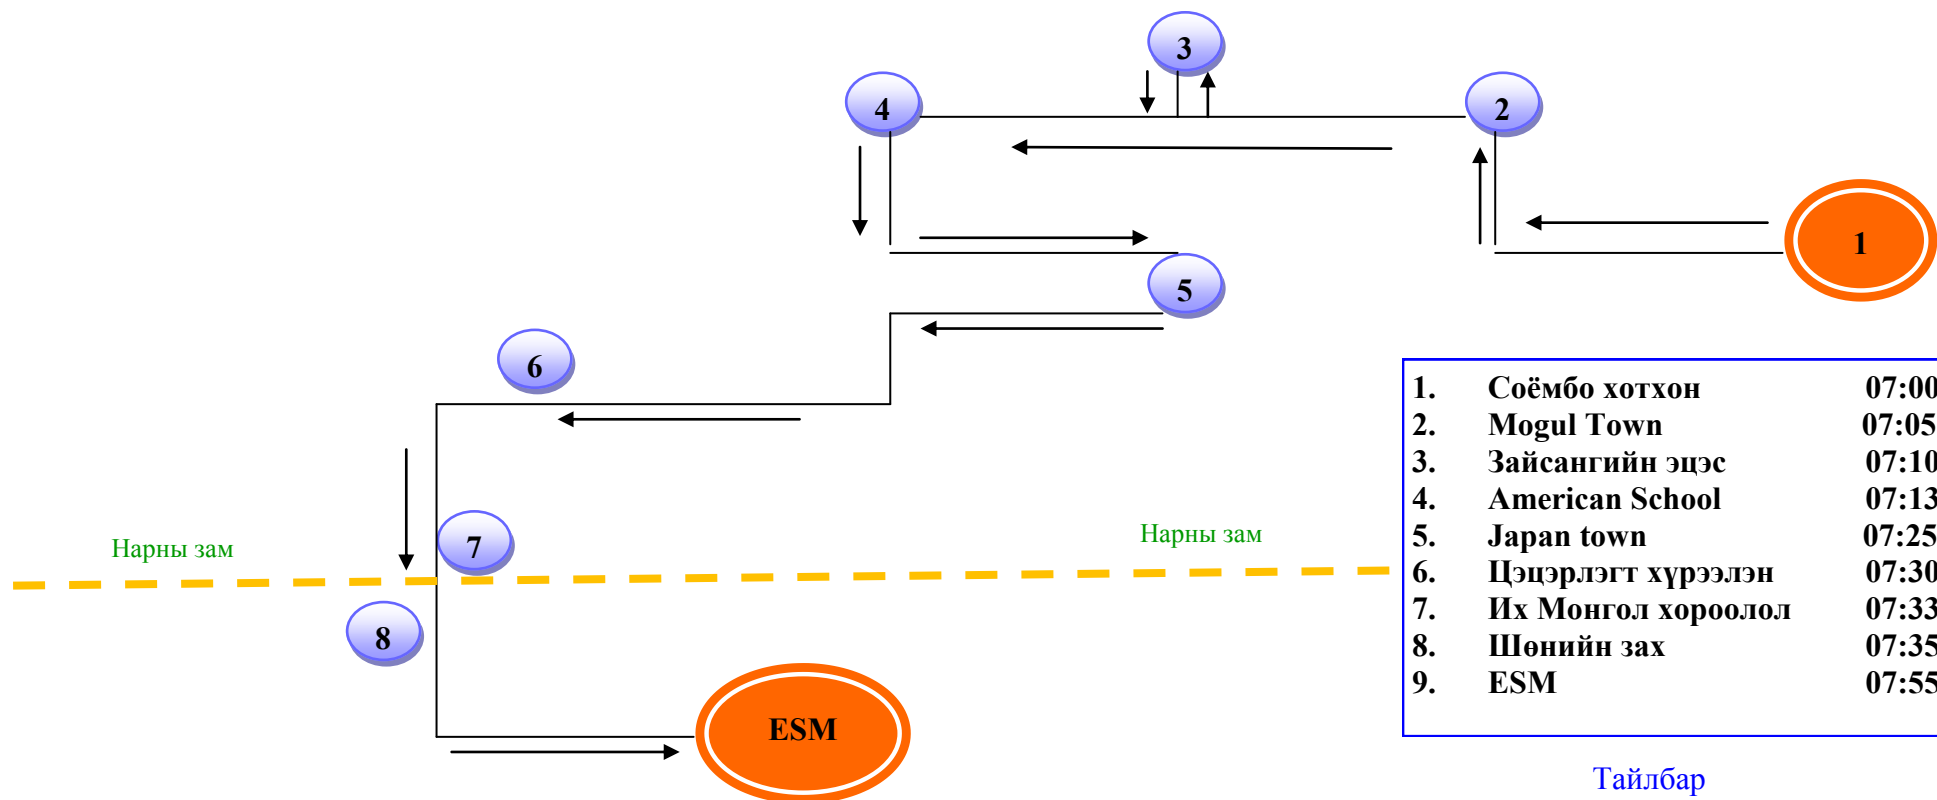 3
4
2
1
5
6
7
Нарны зам
Нарны зам
8
ESM
1. Соёмбо хотхон 07:00
2. Mogul Town 07:05
3. Зайсангийн эцэс 07:10
4. American School 07:13
5. Japan town 07:25
6. Цэцэрлэгт хүрээлэн 07:30
7. Их Монгол хороолол 07:33
8. Шөнийн зах 07:35
9. ESM 07:55
Тайлбар